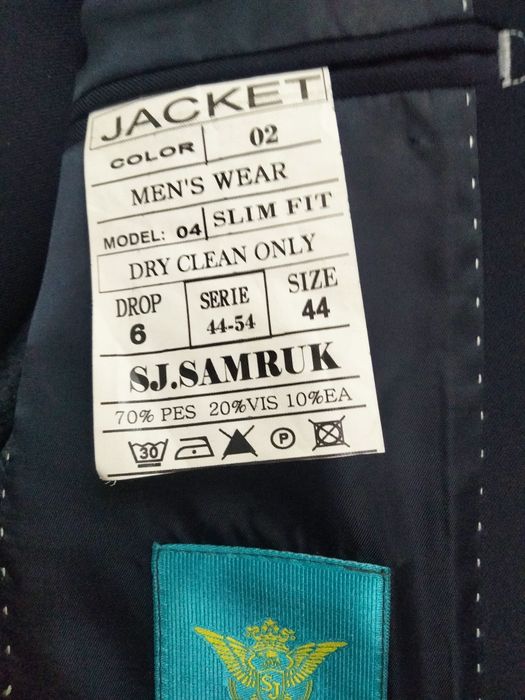 JACKET
COLOR 02
MEN'S WEAR
MODEL: 04 SLIM FIT
DRY CLEAN ONLY
DROP SERIE SIZE
6 44-54 44
SJ.SAMRUK
70% PES 20%VIS 10%EA
30 P
SJ